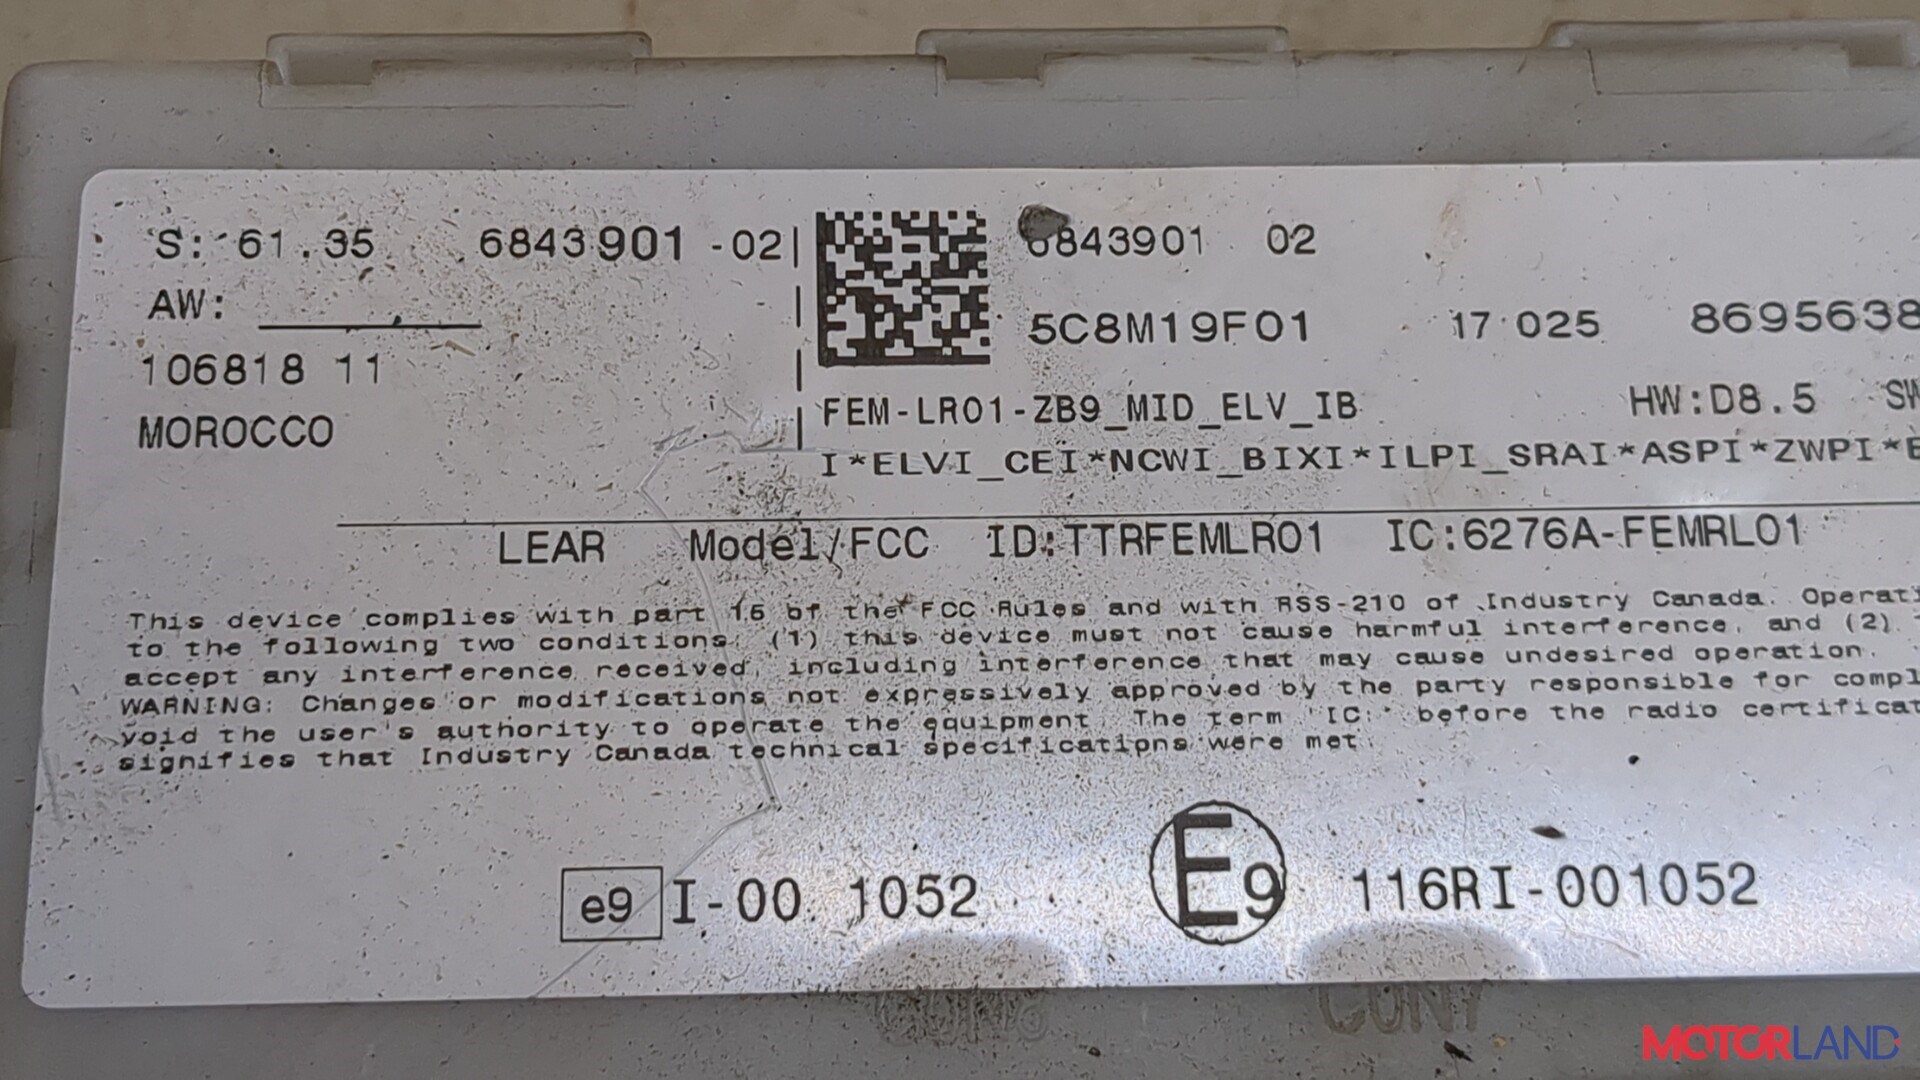 S: 61.35 6843901 -02|
AW:
106818 11
MOROCCO
6843901 02
5C8M19F01 17 025 8695638
FEM-LR01-ZB9_MID_ELV_IB HW:D8.5 SW
I*ELVI_CEI*NCWI_BIXI*ILPI_SRAI*ASPI*ZWPI*E
LEAR Model/FCC ID:TTRFEMLR01 IC:6276A-FEMRL01
This device complies with part 15 of the FCC Rules and with RSS-210 of Industry Canada. Operati
to the following two conditions: (1) this device must not cause harmful interference, and (2)
accept any interference received, including interference that may cause undesired operation.
WARNING: Changes or modifications not expressively approved by the party responsible for compl
void the user's authority to operate the equipment. The term "IC:" before the radio certificat
signifies that Industry Canada technical specifications were met.
e9 I-00 1052
E9 116RI-001052
CON7
MOTORLAND